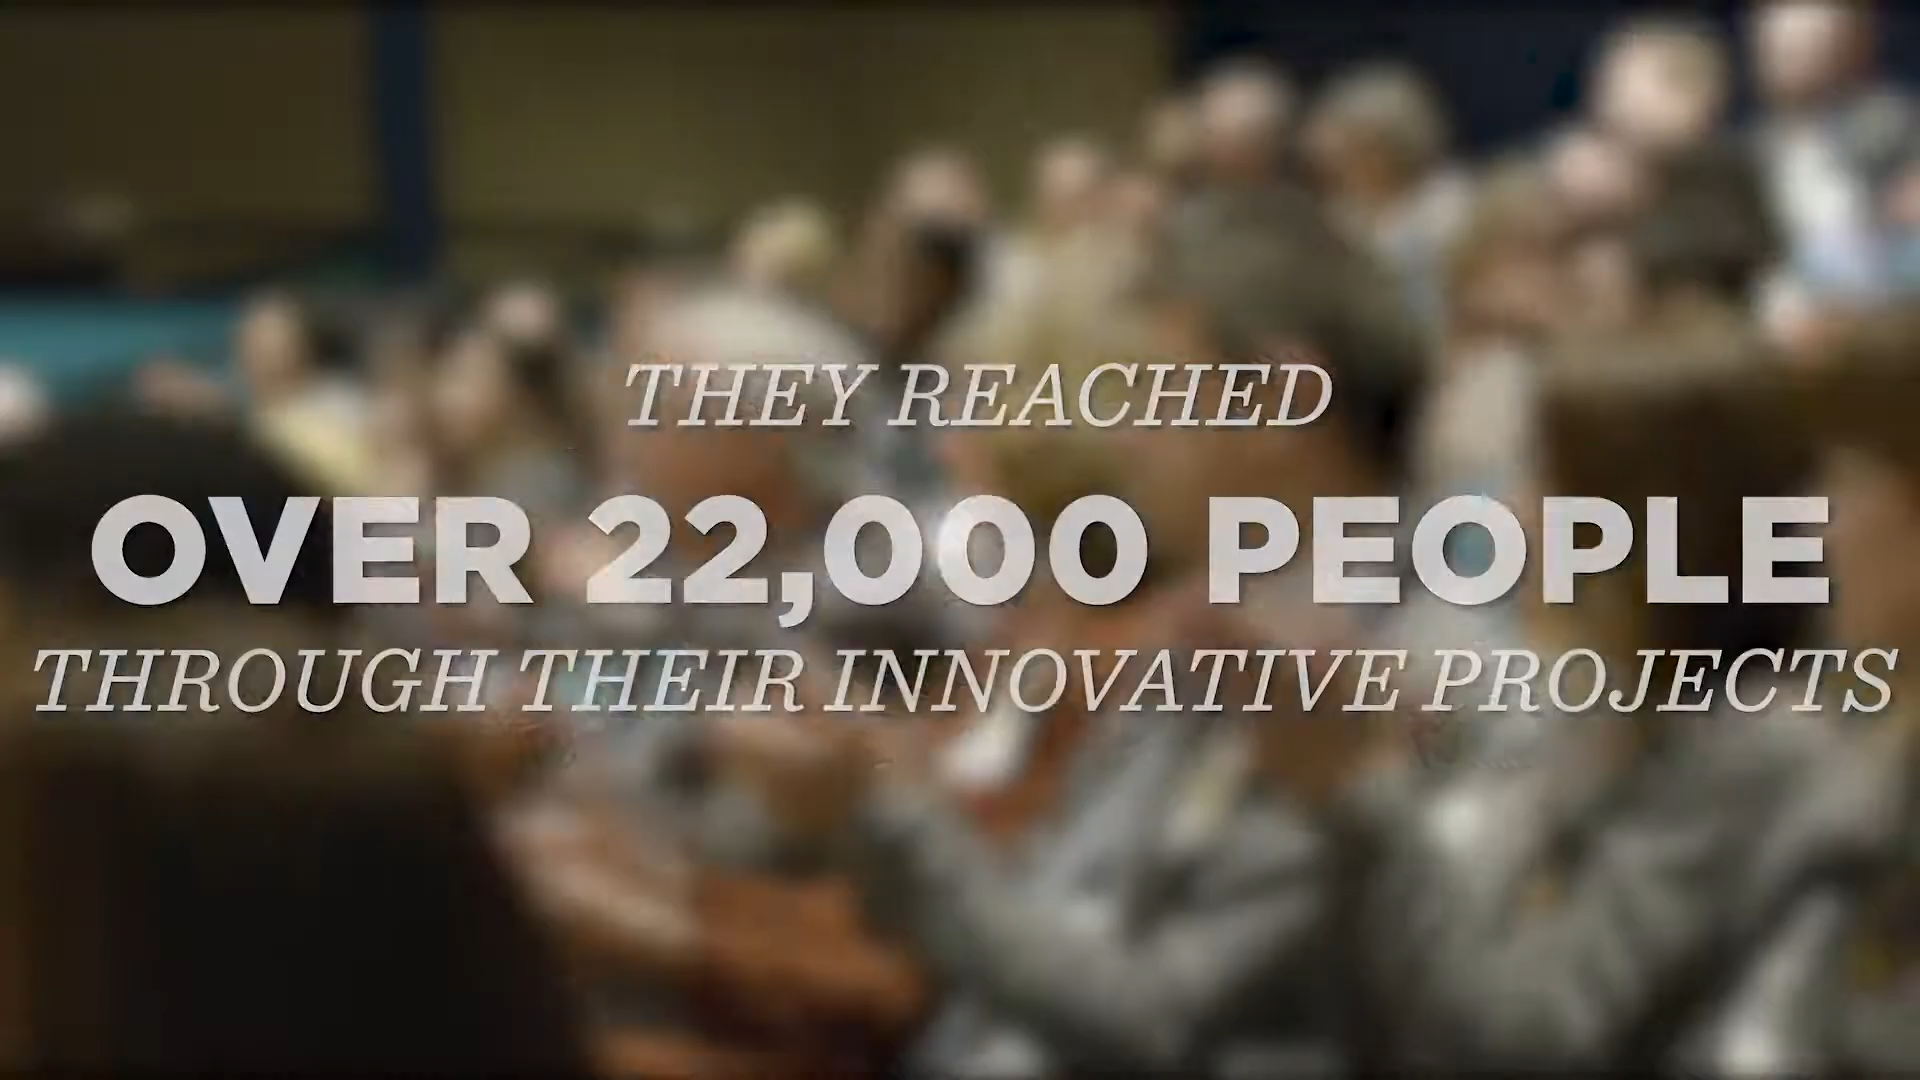 THEY REACHED
OVER 22,000 PEOPLE
THROUGH THEIR INNOVATIVE PROJECTS